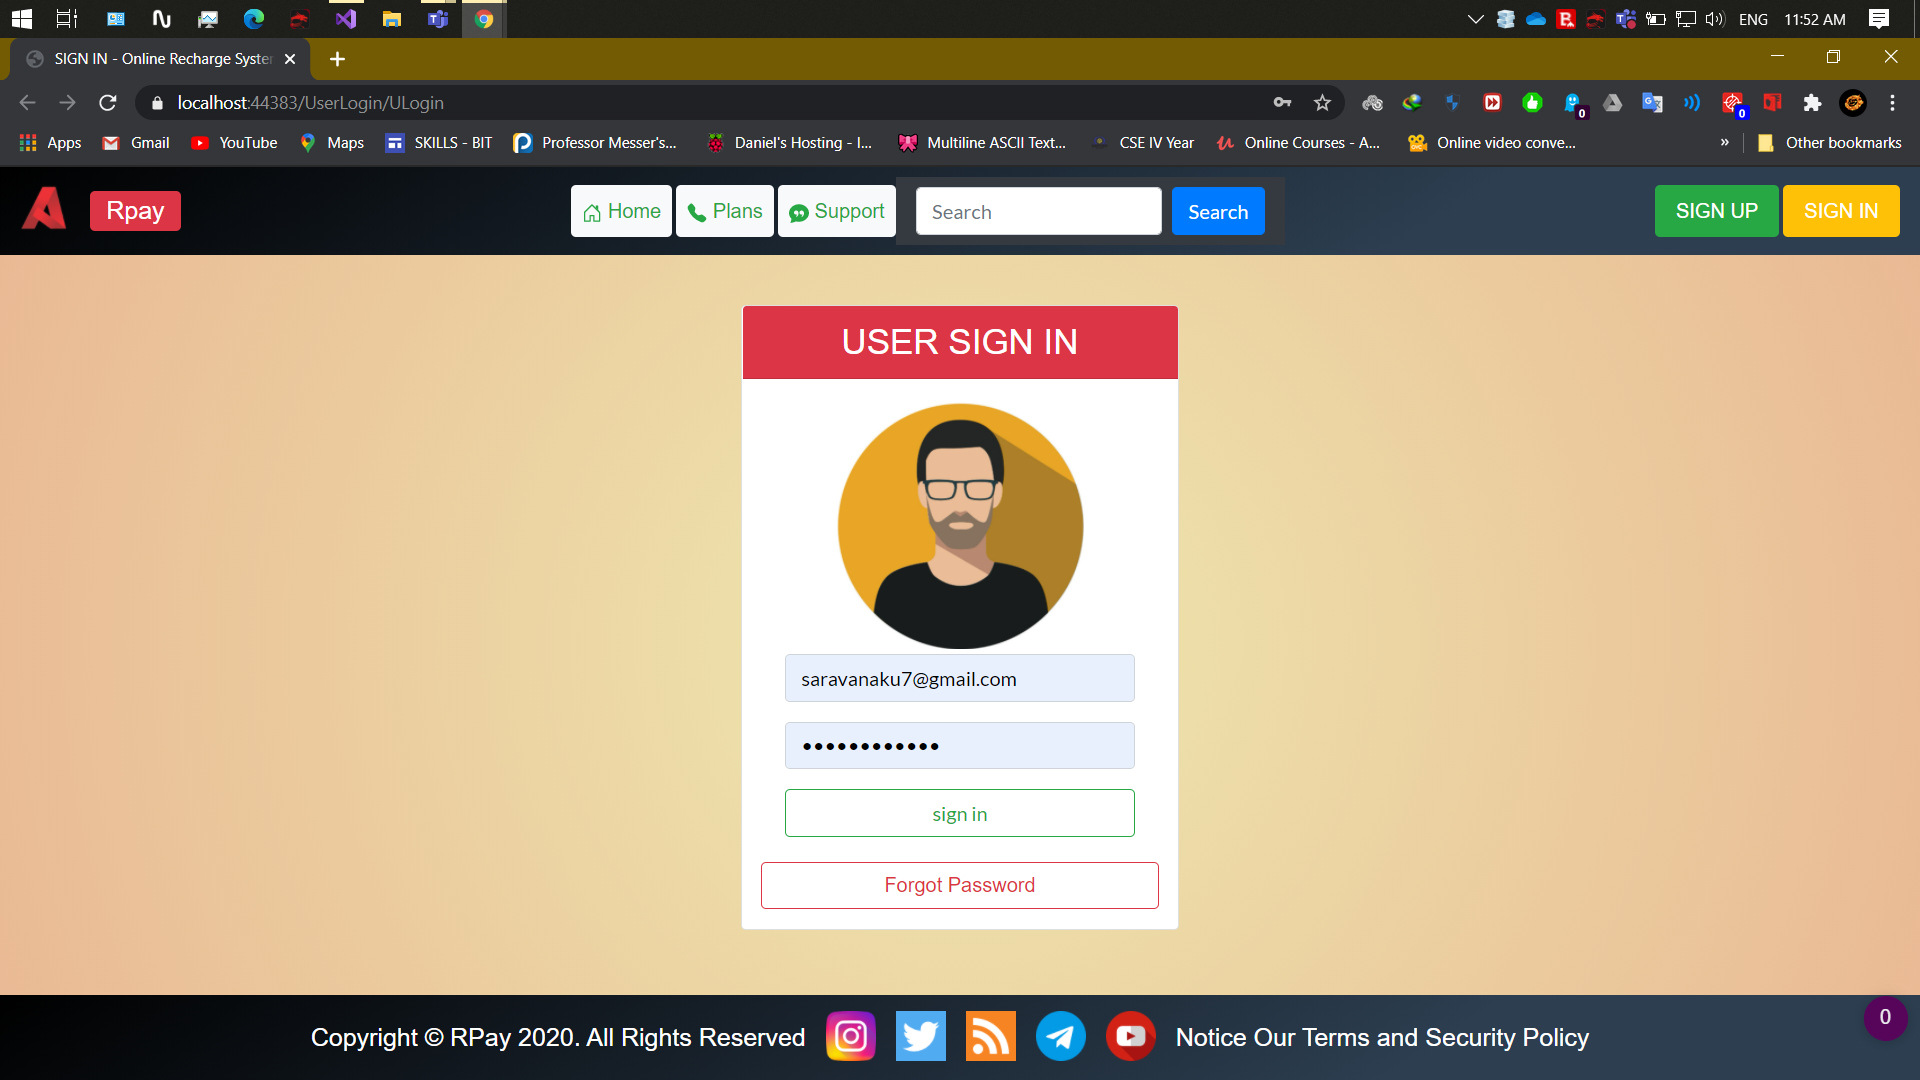 ENG 11:52 AM
SIGN IN - Online Recharge Syster
localhost:44383/UserLogin/ULogin
0 0
Apps Gmail YouTube Maps SKILLS - BIT Professor Messer's... Daniel's Hosting - I... Multiline ASCII Text... CSE IV Year Online Courses - A... Online video conve... » Other bookmarks
Rpay Home Plans Support Search Search SIGN UP SIGN IN
USER SIGN IN
saravanaku7@gmail.com
••••••••••••
sign in
Forgot Password
Copyright © RPay 2020. All Rights Reserved Notice Our Terms and Security Policy
0